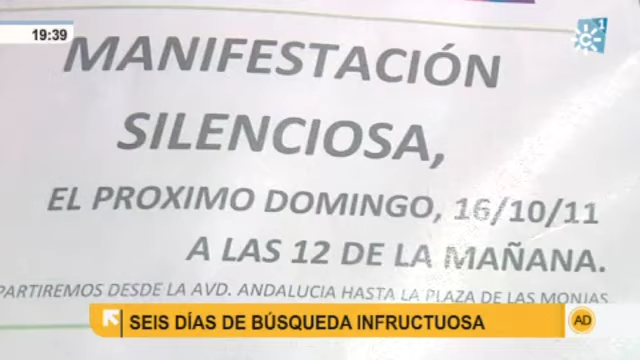 19:39
1
MANIFESTACIÓN
SILENCIOSA,
EL PROXIMO DOMINGO, 16/10/11
A LAS 12 DE LA MAÑANA.
PARTIREMOS DESDE LA AVD. ANDALUCIA HASTA LA PLAZA DE LAS MONJAS.
SEIS DÍAS DE BÚSQUEDA INFRUCTUOSA
AD